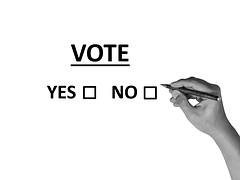 VOTE
YES □ NO □